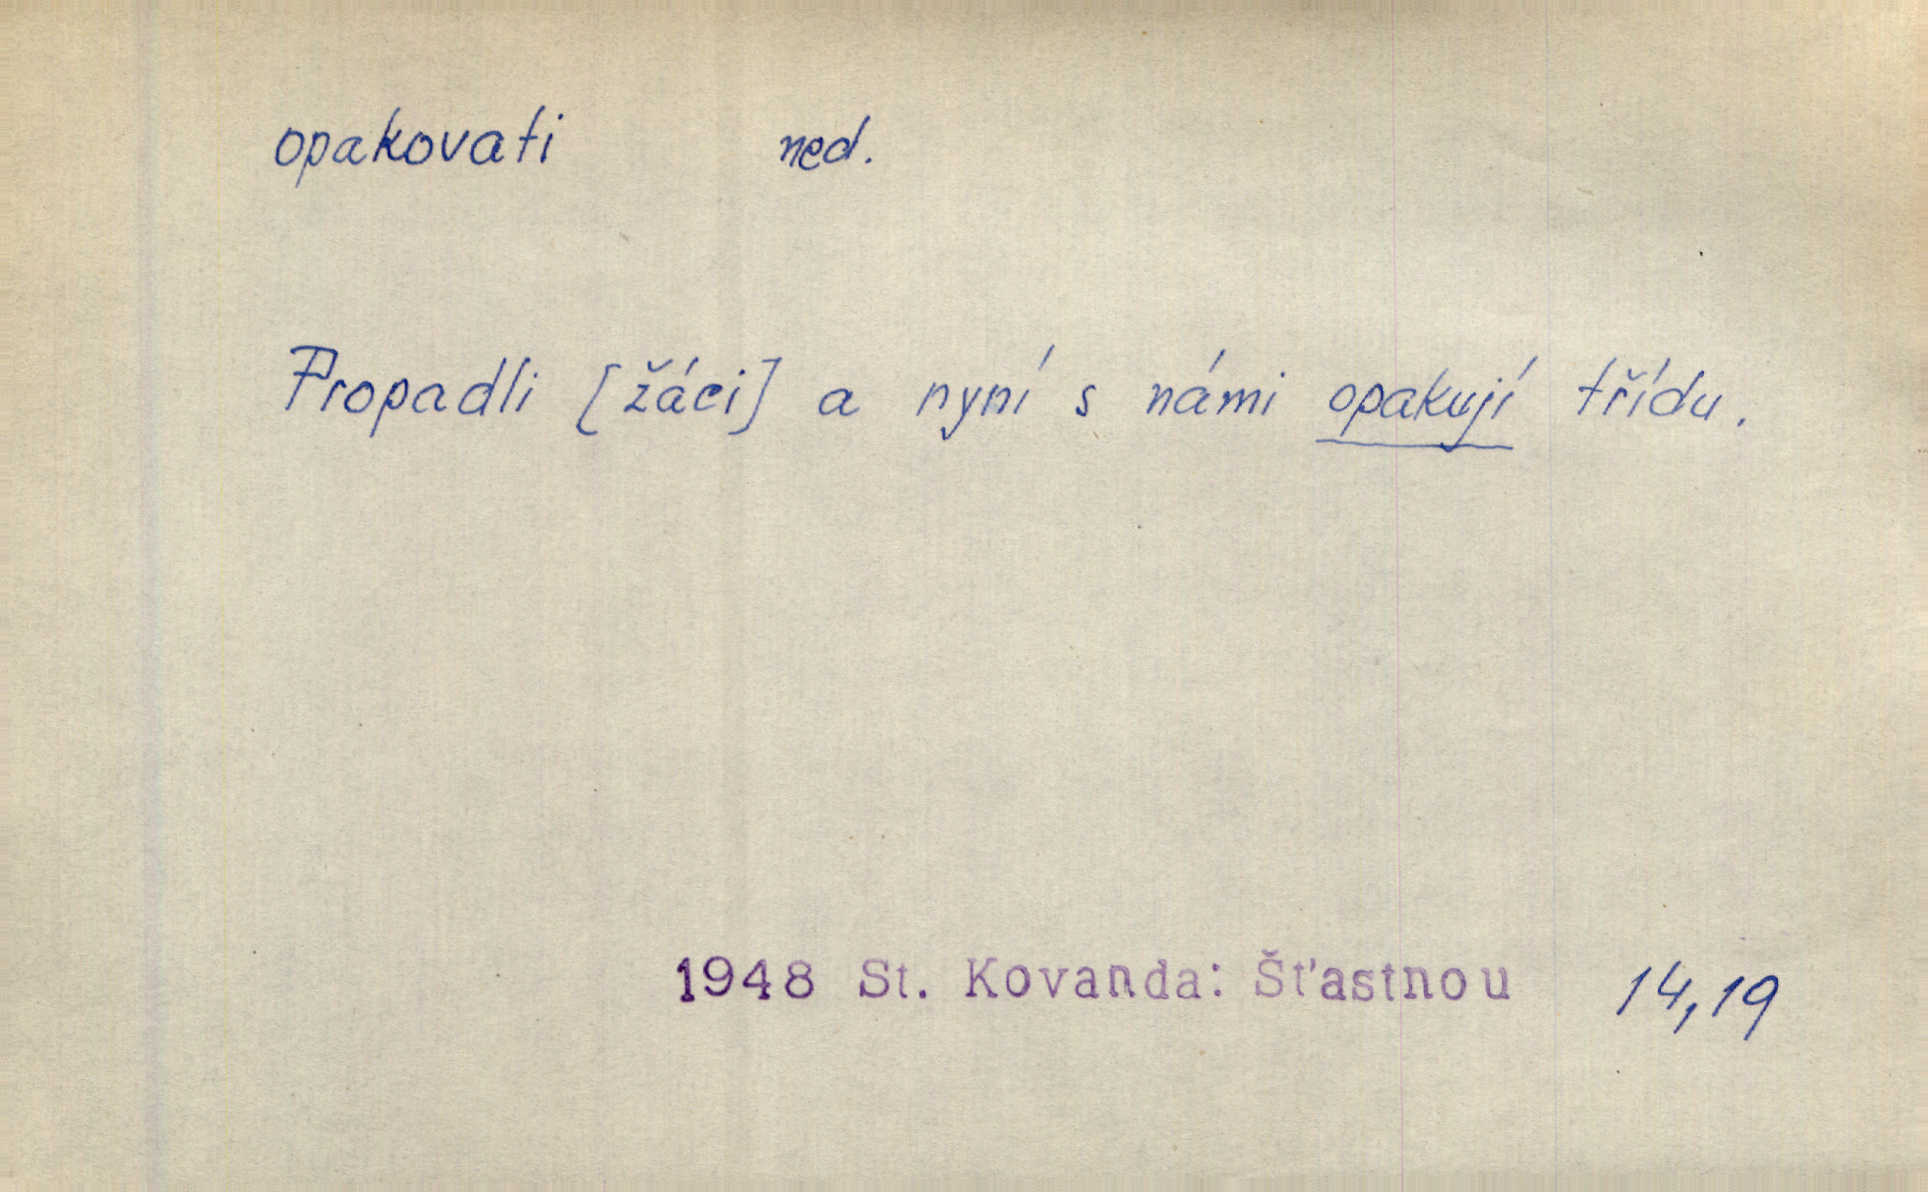 opakovati ned.
Propadli [žáci] a nyní s námi opakují třídu.
1948 St. Kovanda: Šťastnou 14,19